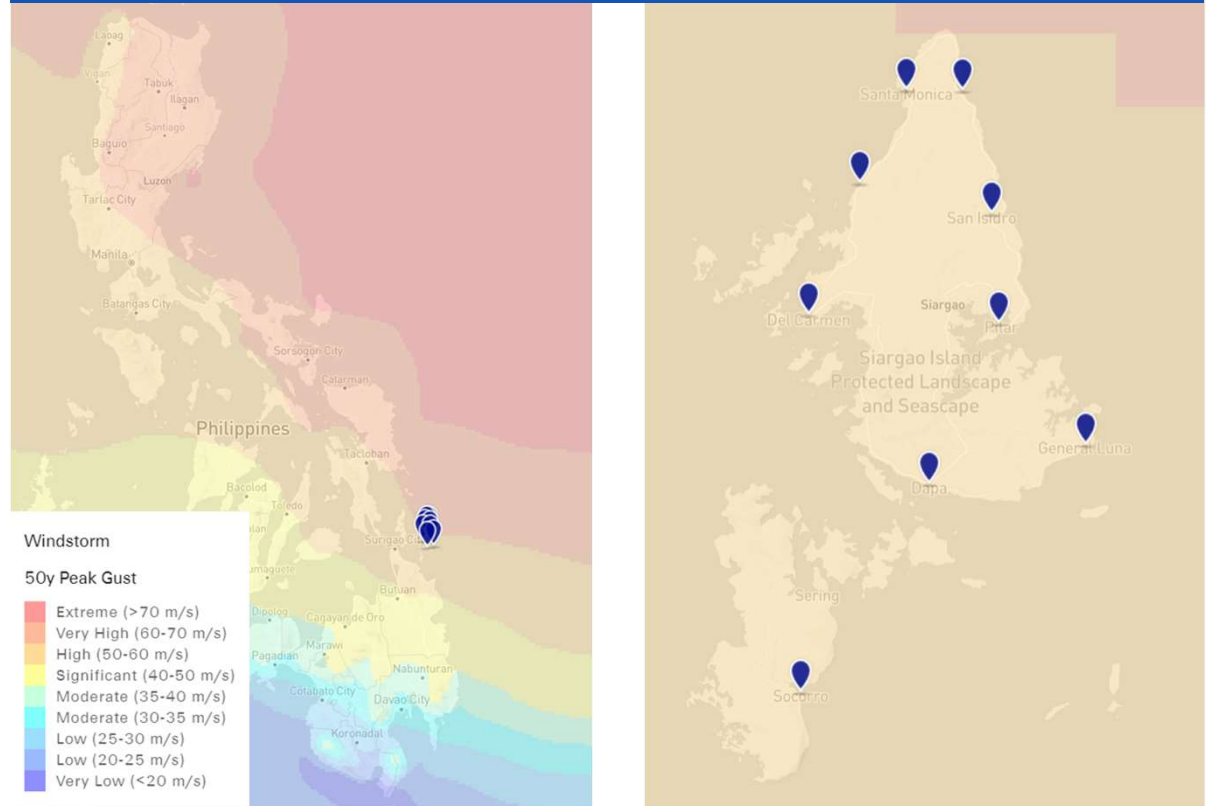 Laoag
Vigan
Tabuk
Ilagan
Santiago
Baguio
Luzon
Tarlac City
Manila
Batangas City
Sorsogon City
Catarman
Philippines
Tacloban
Bacolod
Toledo
Surigao City
Butuan
Dipolog
Cagayan de Oro
Marawi
Pagadian
Nabunturan
Cotabato City
Davao City
Koronadal
Windstorm
50y Peak Gust
Extreme (>70 m/s)
Very High (60-70 m/s)
High (50-60 m/s)
Significant (40-50 m/s)
Moderate (35-40 m/s)
Moderate (30-35 m/s)
Low (25-30 m/s)
Low (20-25 m/s)
Very Low (<20 m/s)
Santa Monica
San Isidro
Siargao
Del Carmen
Pilar
Siargao Island
Protected Landscape
and Seascape
General Luna
Dapa
Sering
Socorro